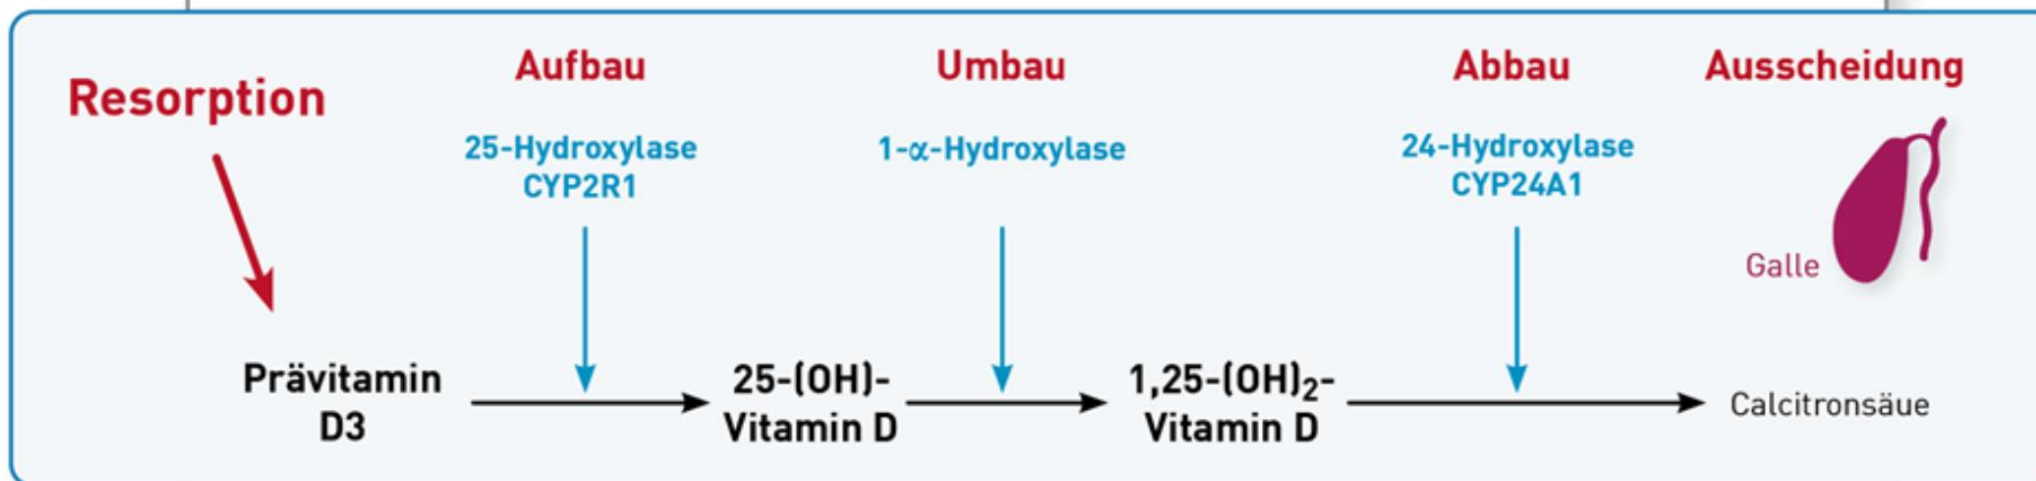 Resorption
Aufbau
Umbau
Abbau
Ausscheidung
25-Hydroxylase
CYP2R1
1-α-Hydroxylase
24-Hydroxylase
CYP24A1
Galle
Prävitamin
D3
25-(OH)-
Vitamin D
1,25-(OH)₂-
Vitamin D
Calcitronsäue